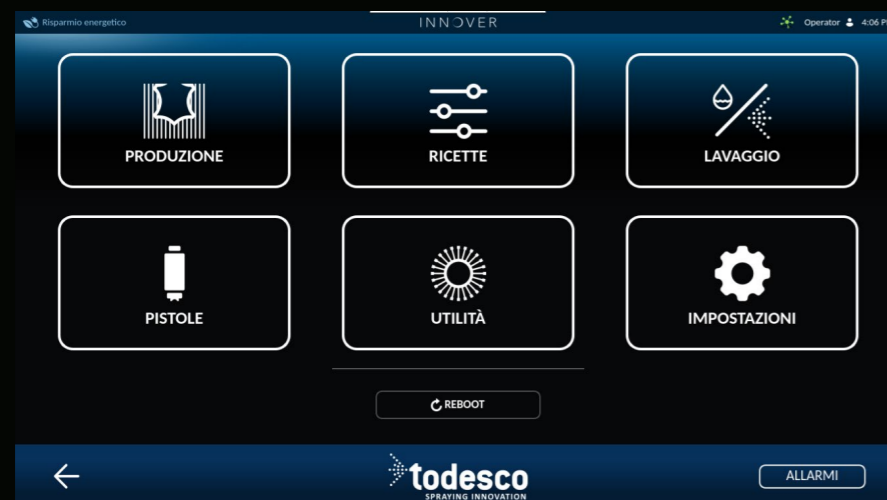 Risparmio energetico
INNOVER
Operator
4:06
PRODUZIONE
RICETTE
LAVAGGIO
PISTOLE
UTILITÀ
IMPOSTAZIONI
REBOOT
todesco
SPRAYING INNOVATION
ALLARMI